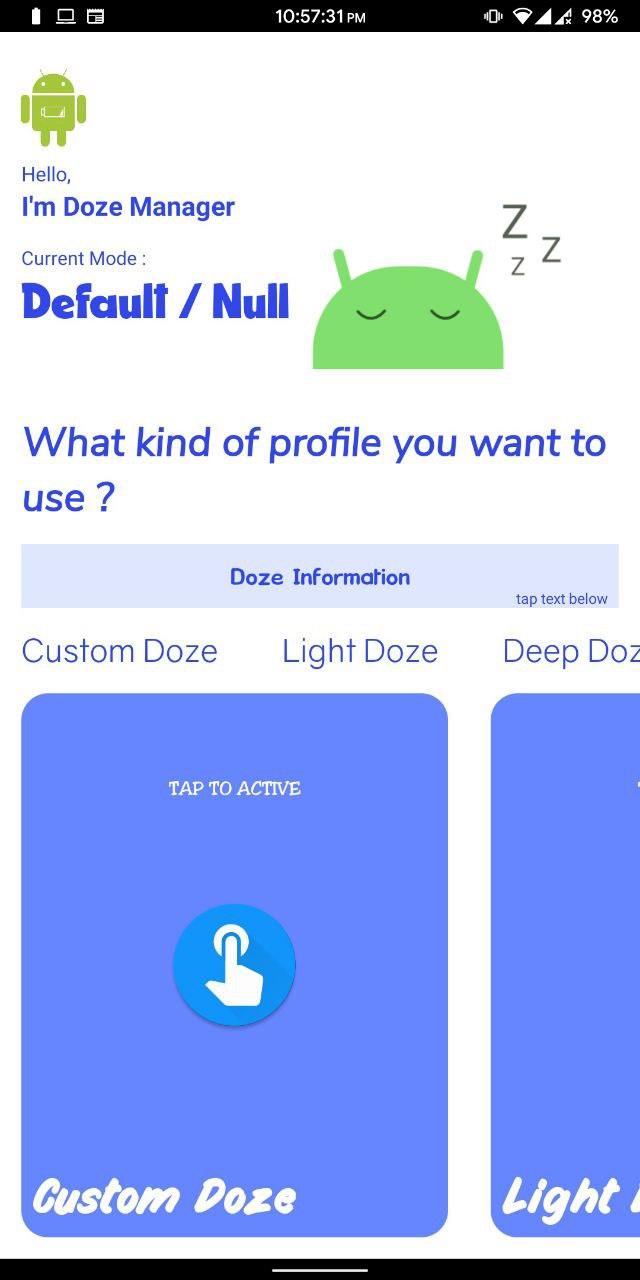 10:57:31 PM
98%
Hello,
I'm Doze Manager
Current Mode :
Default / Null
Z
Z
Z
What kind of profile you want to
use ?
Doze Information
tap text below
Custom Doze
Light Doze
Deep Doz
TAP TO ACTIVE
Custom Doze
Light